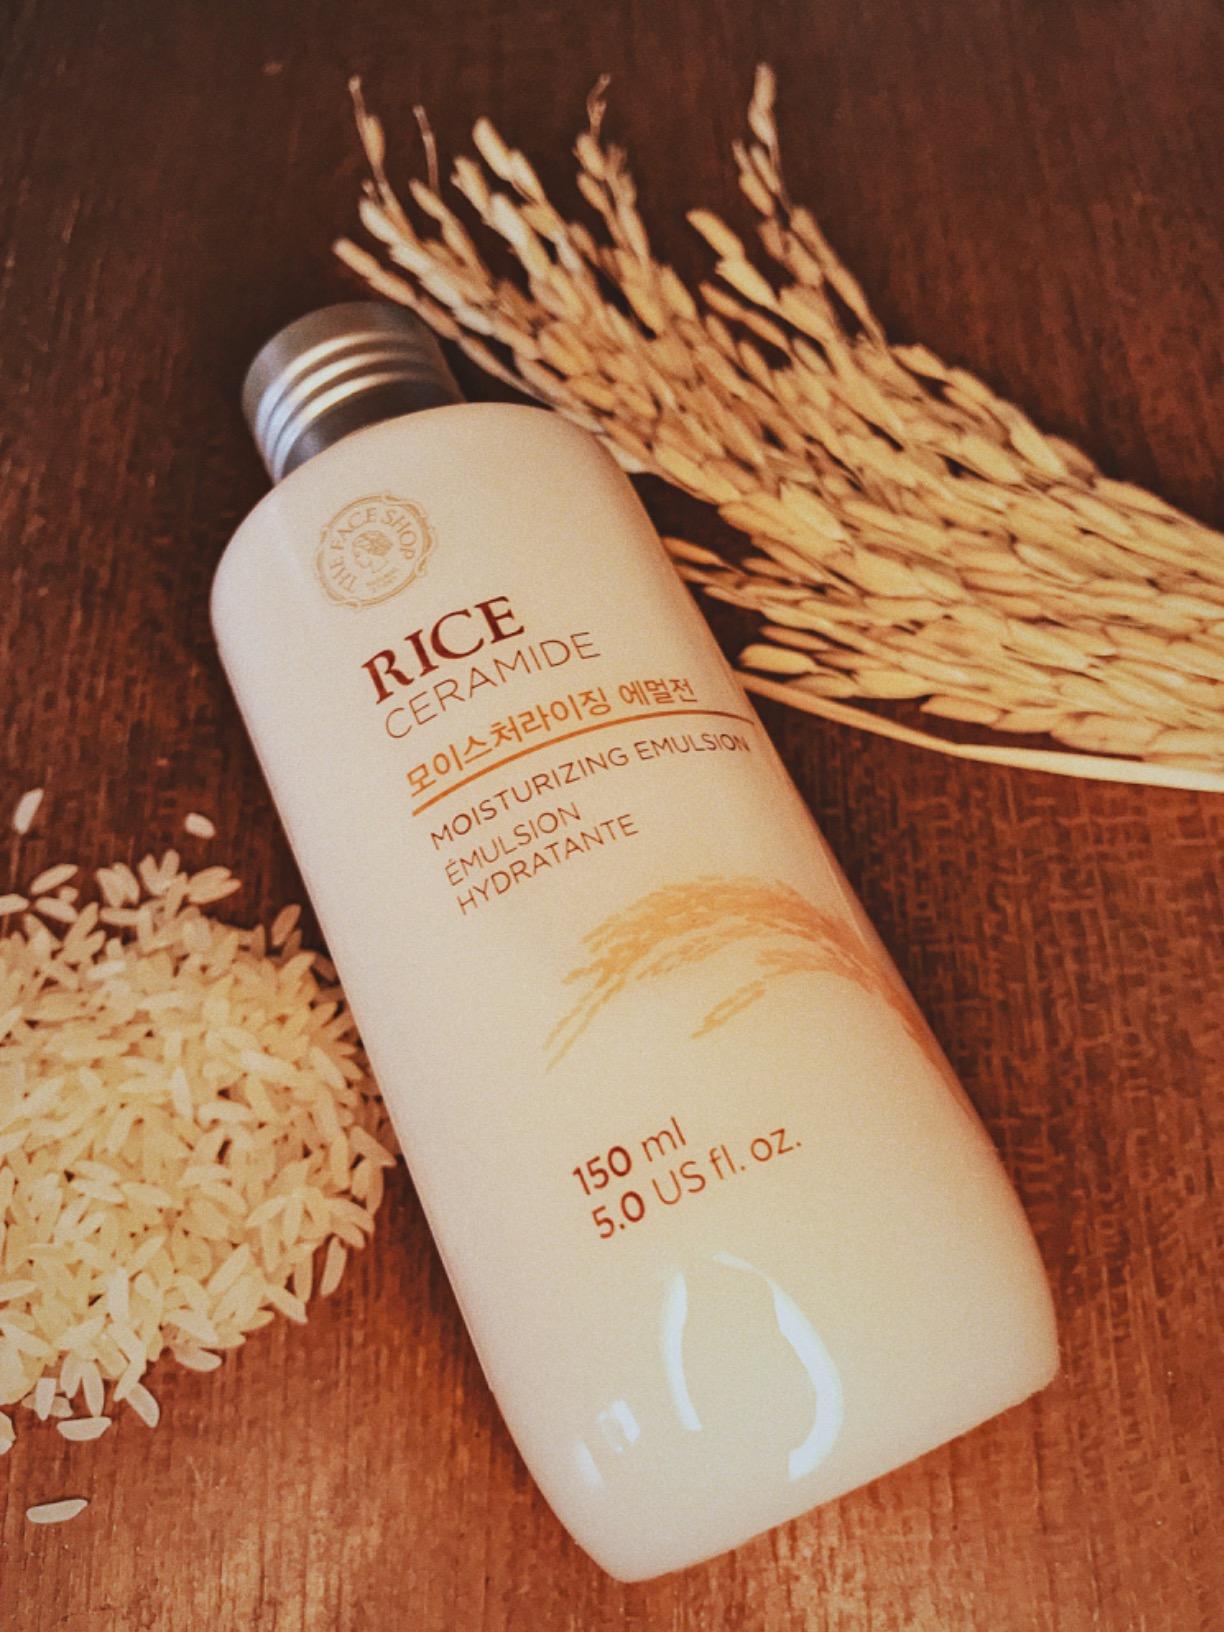 THE FACE SHOP
RICE
CERAMIDE
모이스처라이징 에멀전
MOISTURIZING EMULSION
ÉMULSION
HYDRATANTE
150 ml
5.0 US fl. oz.